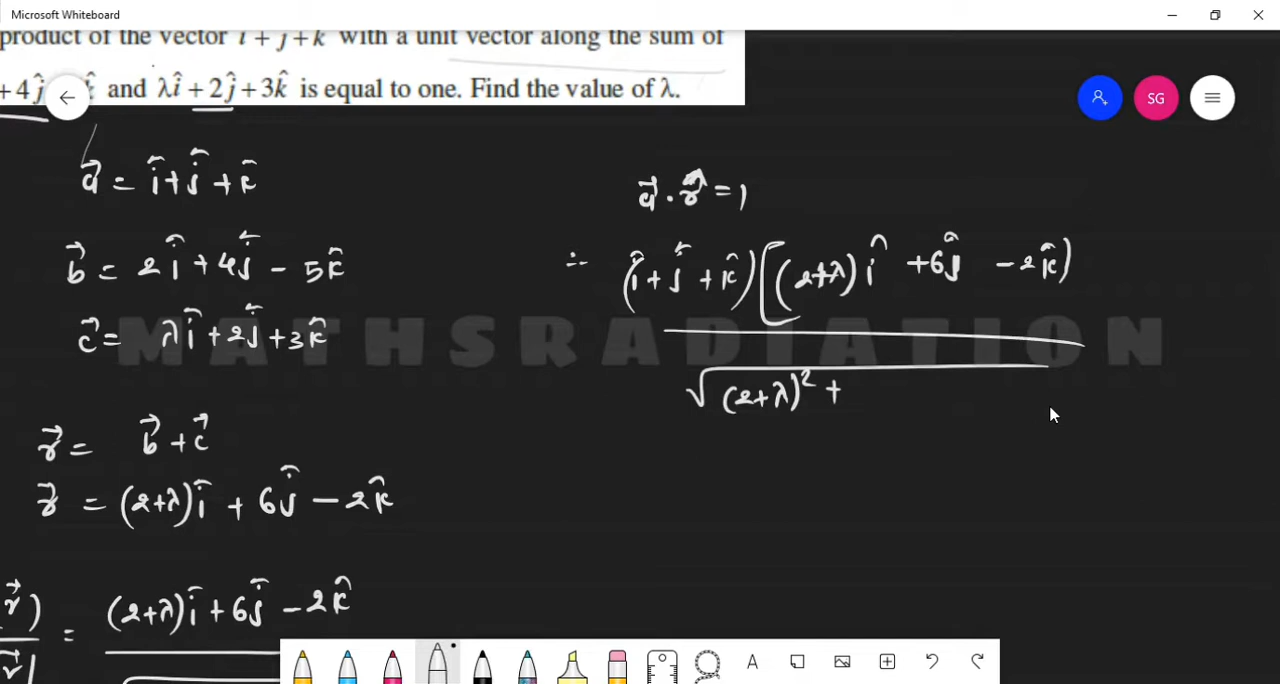 Microsoft Whiteboard
product of the vector î + ĵ + k̂ with a unit vector along the sum of
+ 4ĵ k̂ and λî + 2ĵ + 3k̂ is equal to one. Find the value of λ.
SG
a⃗ = î + ĵ + k̂
b⃗ = 2î + 4ĵ - 5k̂
c⃗ = λî + 2ĵ + 3k̂
MATHSRADIATION
r⃗ = b⃗ + c⃗
r⃗ = (2+λ)î + 6ĵ - 2k̂
r⃗) = (2+λ)î + 6ĵ - 2k̂
|r⃗|
a⃗ . r̂ = 1
∴ (î + ĵ + k̂)[(2+λ)î + 6ĵ - 2k̂)
√(2+λ)² +
A